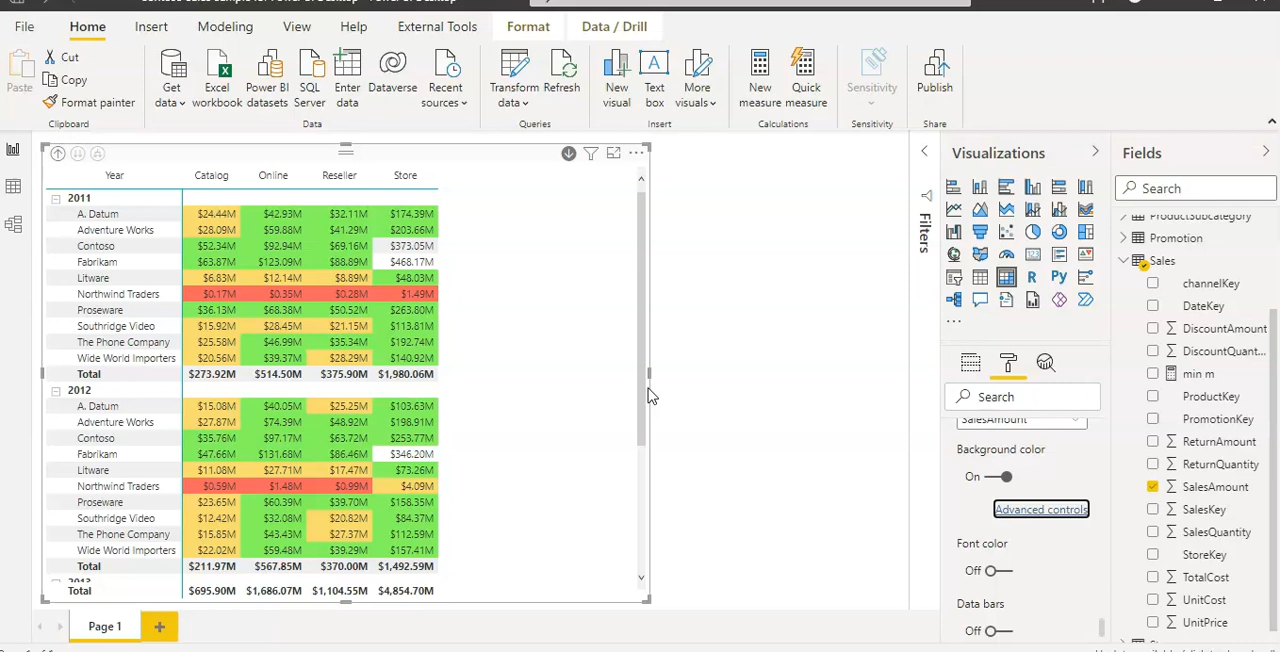 File Home Insert Modeling View Help External Tools Format Data / Drill
Paste
Cut
Copy
Format painter
Clipboard
Get data
Excel workbook
Power BI datasets
SQL Server
Enter data
Dataverse
Recent sources
Data
Transform data
Refresh
Queries
New visual
Text box
More visuals
Insert
New measure
Quick measure
Calculations
Sensitivity
Sensitivity
Publish
Share
Year Catalog Online Reseller Store
2011
A. Datum $24.44M $42.93M $32.11M $174.39M
Adventure Works $28.09M $59.88M $41.29M $203.66M
Contoso $52.34M $92.94M $69.16M $373.05M
Fabrikam $63.87M $123.09M $88.89M $468.17M
Litware $6.83M $12.14M $8.89M $48.03M
Northwind Traders $0.17M $0.35M $0.28M $1.49M
Proseware $36.13M $68.38M $50.52M $263.80M
Southridge Video $15.92M $28.45M $21.15M $113.81M
The Phone Company $25.58M $46.99M $35.34M $192.74M
Wide World Importers $20.56M $39.37M $28.29M $140.92M
Total $273.92M $514.50M $375.90M $1,980.06M
2012
A. Datum $15.08M $40.05M $25.25M $103.63M
Adventure Works $27.87M $74.39M $48.92M $198.91M
Contoso $35.76M $97.17M $63.72M $253.77M
Fabrikam $47.66M $131.68M $86.46M $346.20M
Litware $11.08M $27.71M $17.47M $73.26M
Northwind Traders $0.59M $1.48M $0.99M $4.09M
Proseware $23.65M $60.39M $39.70M $158.35M
Southridge Video $12.42M $32.08M $20.82M $84.37M
The Phone Company $15.85M $43.43M $27.37M $112.59M
Wide World Importers $22.02M $59.48M $39.29M $157.41M
Total $211.97M $567.85M $370.00M $1,492.59M
2013
Total $695.90M $1,686.07M $1,104.55M $4,854.70M
Page 1
Filters
Visualizations
R Py
Search
SalesAmount
Background color
On
Advanced controls
Font color
Off
Data bars
Off
Fields
Search
ProductSubcategory
Promotion
Sales
channelKey
DateKey
DiscountAmount
DiscountQuant...
min m
ProductKey
PromotionKey
ReturnAmount
ReturnQuantity
SalesAmount
SalesKey
SalesQuantity
StoreKey
TotalCost
UnitCost
UnitPrice